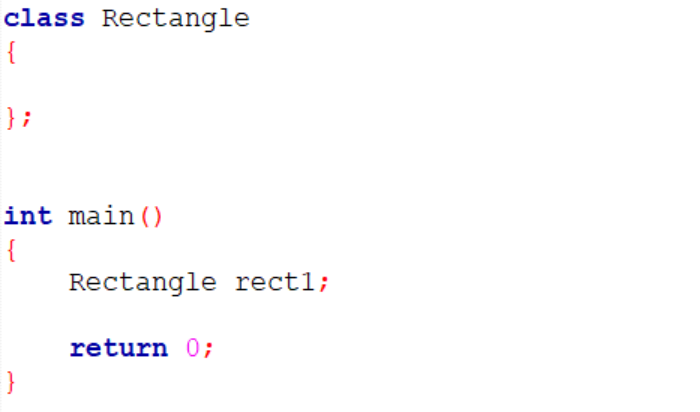 class Rectangle
{
};
int main()
{
Rectangle rect1;
return 0;
}